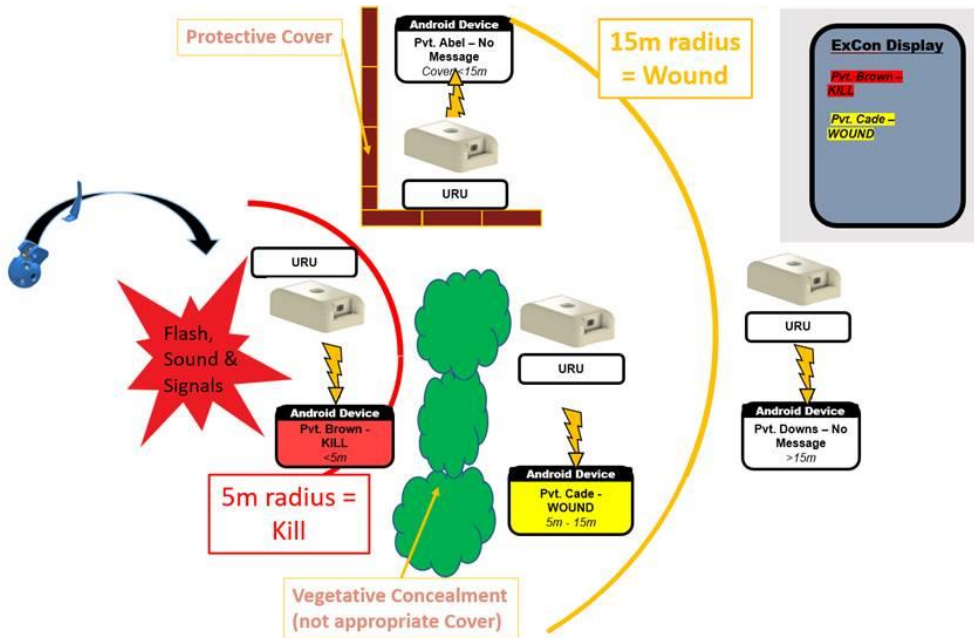 Protective Cover
Android Device
Pvt. Abel – No
Message
Cover <15m
URU
15m radius
= Wound
ExCon Display
Pvt. Brown –
KILL
Pvt. Cade –
WOUND
URU
Flash,
Sound &
Signals
Android Device
Pvt. Brown -
KILL
<5m
5m radius =
Kill
URU
Android Device
Pvt. Cade -
WOUND
5m - 15m
URU
Android Device
Pvt. Downs – No
Message
>15m
Vegetative Concealment
(not appropriate Cover)